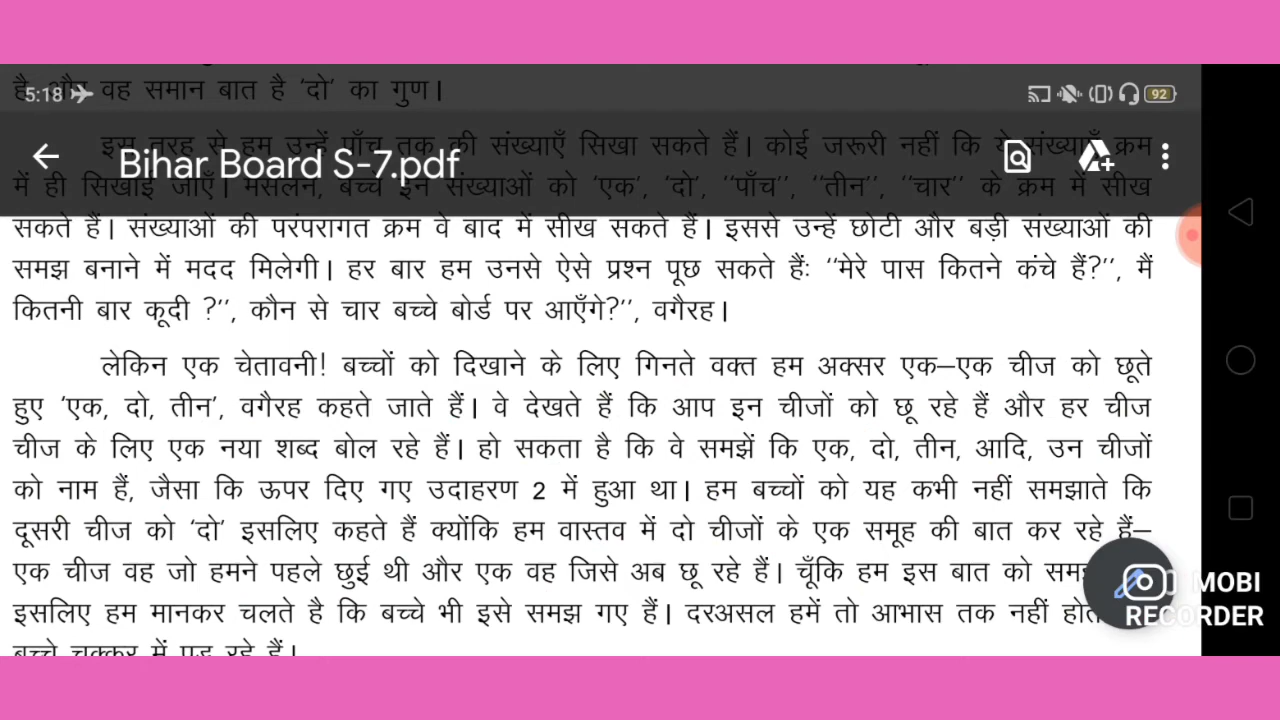 है और वह समान बात है 'दो' का गुण।
5:18
92
इस तरह से हम उन्हें पाँच तक की संख्याएँ सिखा सकते हैं। कोई जरूरी नहीं कि ये संख्याएँ क्रम
Bihar Board S-7.pdf
में ही सिखाई जाएँ। मसलन, बच्चे इन संख्याओं को 'एक', 'दो', ''पाँच'', ''तीन'', ''चार'' के क्रम में सीख
सकते हैं। संख्याओं की परंपरागत क्रम वे बाद में सीख सकते हैं। इससे उन्हें छोटी और बड़ी संख्याओं की
समझ बनाने में मदद मिलेगी। हर बार हम उनसे ऐसे प्रश्न पूछ सकते हैंः ''मेरे पास कितने कंचे हैं?'', मैं
कितनी बार कूदी ?'', कौन से चार बच्चे बोर्ड पर आएँगे?'', वगैरह।
लेकिन एक चेतावनी! बच्चों को दिखाने के लिए गिनते वक्त हम अक्सर एक–एक चीज को छूते
हुए 'एक, दो, तीन', वगैरह कहते जाते हैं। वे देखते हैं कि आप इन चीजों को छू रहे हैं और हर चीज
चीज के लिए एक नया शब्द बोल रहे हैं। हो सकता है कि वे समझें कि एक, दो, तीन, आदि, उन चीजों
को नाम हैं, जैसा कि ऊपर दिए गए उदाहरण 2 में हुआ था। हम बच्चों को यह कभी नहीं समझाते कि
दूसरी चीज को 'दो' इसलिए कहते हैं क्योंकि हम वास्तव में दो चीजों के एक समूह की बात कर रहे हैं–
एक चीज वह जो हमने पहले छुई थी और एक वह जिसे अब छू रहे हैं। चूँकि हम इस बात को
इसलिए हम मानकर चलते है कि बच्चे भी इसे समझ गए हैं। दरअसल हमें तो आभास तक नहीं
बच्चे चक्कर में पड़ रहे हैं।
MOBI
RECORDER